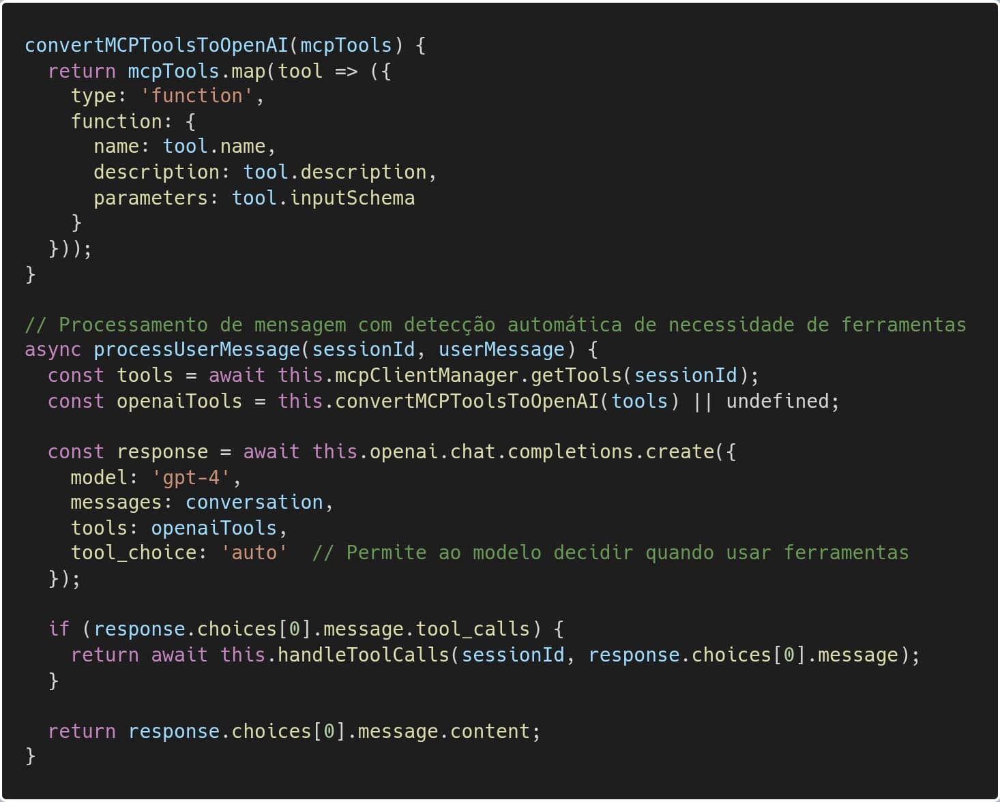 convertMCPToolsToOpenAI(mcpTools) {
  return mcpTools.map(tool => ({
    type: 'function',
    function: {
      name: tool.name,
      description: tool.description,
      parameters: tool.inputSchema
    }
  }));
}

// Processamento de mensagem com detecção automática de necessidade de ferramentas
async processUserMessage(sessionId, userMessage) {
  const tools = await this.mcpClientManager.getTools(sessionId);
  const openaiTools = this.convertMCPToolsToOpenAI(tools) || undefined;

  const response = await this.openai.chat.completions.create({
    model: 'gpt-4',
    messages: conversation,
    tools: openaiTools,
    tool_choice: 'auto'  // Permite ao modelo decidir quando usar ferramentas
  });

  if (response.choices[0].message.tool_calls) {
    return await this.handleToolCalls(sessionId, response.choices[0].message);
  }

  return response.choices[0].message.content;
}